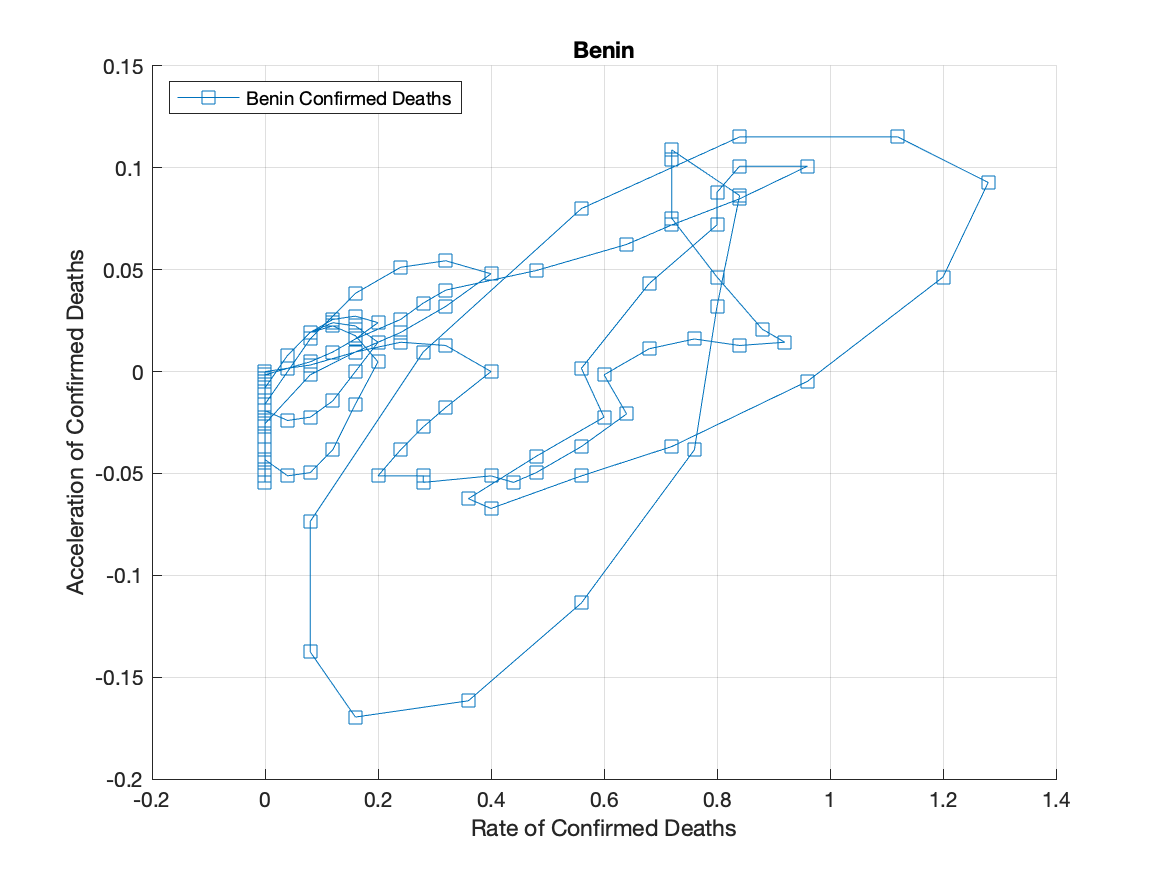 Benin
0.15
Benin Confirmed Deaths
0.1
0.05
0
-0.05
-0.1
-0.15
-0.2
Acceleration of Confirmed Deaths
-0.2 0 0.2 0.4 0.6 0.8 1 1.2 1.4
Rate of Confirmed Deaths